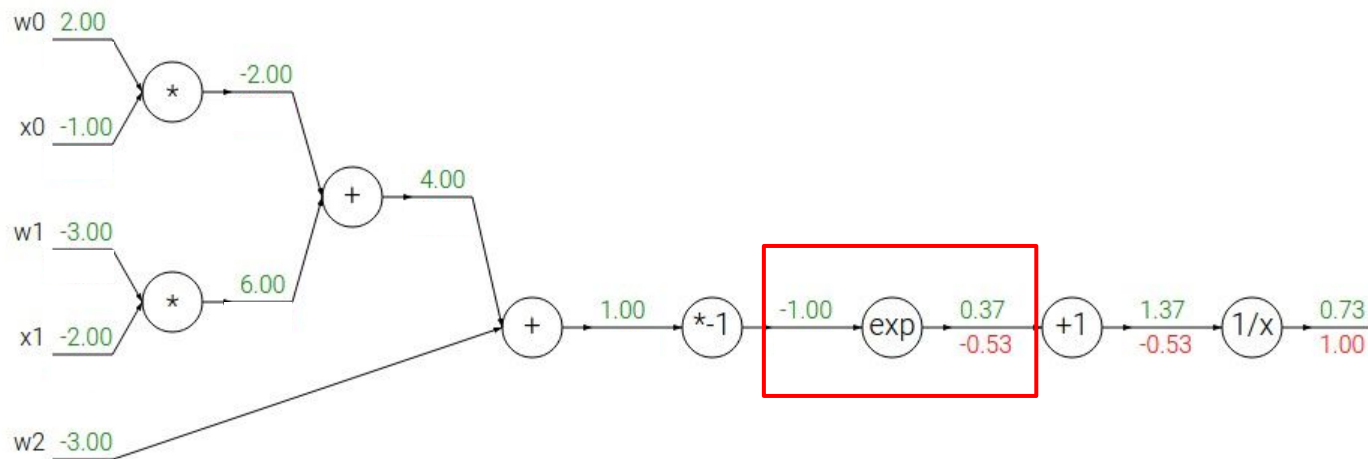 w0 2.00
-2.00
*
x0 -1.00
4.00
+
w1 -3.00
6.00
*
x1 -2.00
+ 1.00 *-1 -1.00 exp 0.37 +1 1.37 1/x 0.73
-0.53 -0.53 1.00
w2 -3.00